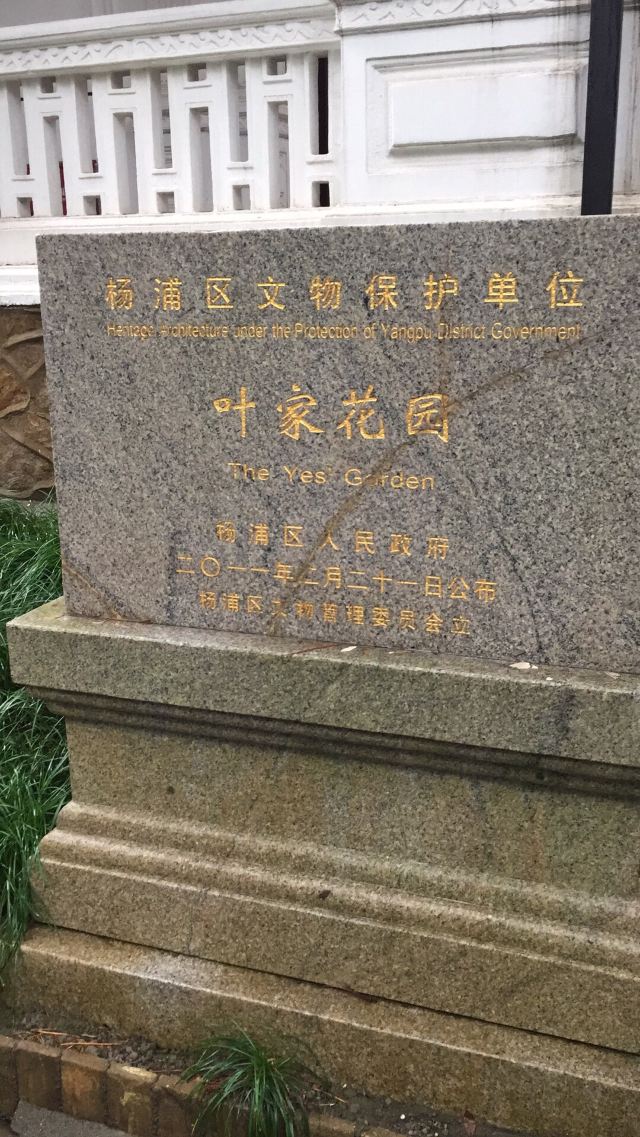 杨浦区文物保护单位
Heritage Architecture under the Protection of Yangpu District Government
叶家花园
The Yes' Garden
杨浦区人民政府
二〇一一年二月二十一日公布
杨浦区文物管理委员会立